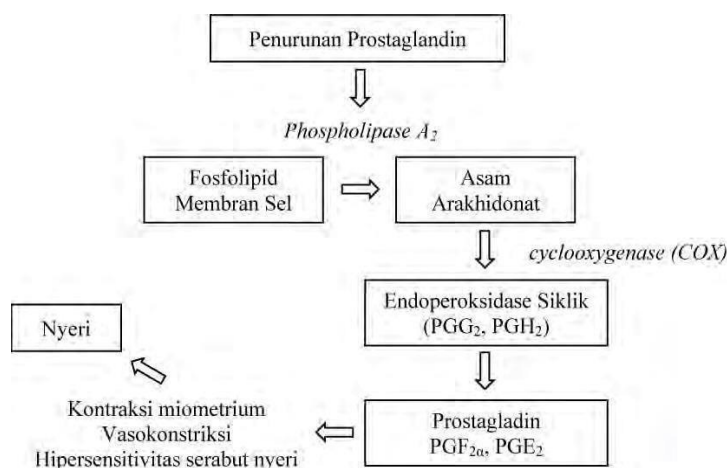 Penurunan Prostaglandin
Phospholipase A₂
Fosfolipid
Membran Sel
Asam
Arakhidonat
cyclooxygenase (COX)
Endoperoksidase Siklik
(PGG₂, PGH₂)
Nyeri
Prostagladin
PGF₂α, PGE₂
Kontraksi miometrium
Vasokonstriksi
Hipersensitivitas serabut nyeri